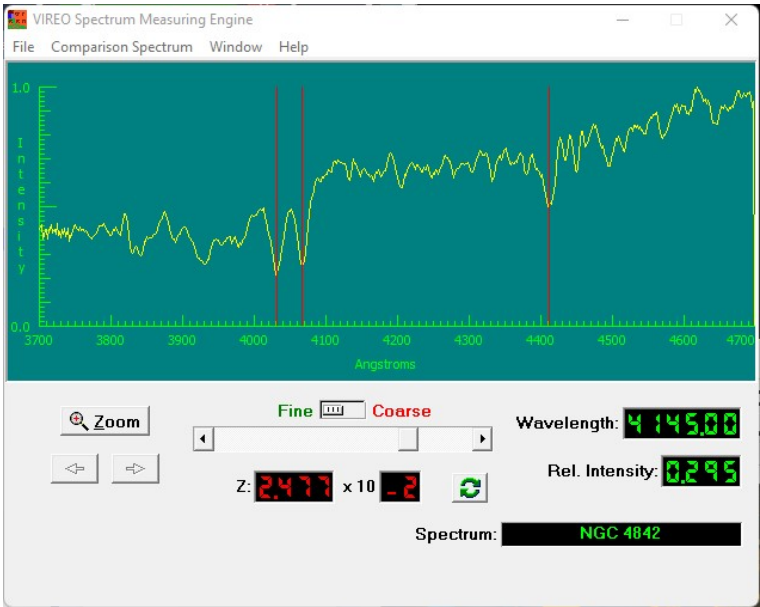 VIREO Spectrum Measuring Engine
File Comparison Spectrum Window Help
1.0
Intensity
0.0
3700 3800 3900 4000 4100 4200 4300 4400 4500 4600 4700
Angstroms
Zoom
Fine Coarse
Z: 2.477 x 10 -2
Wavelength: 4145.00
Rel. Intensity: 0.295
Spectrum: NGC 4842